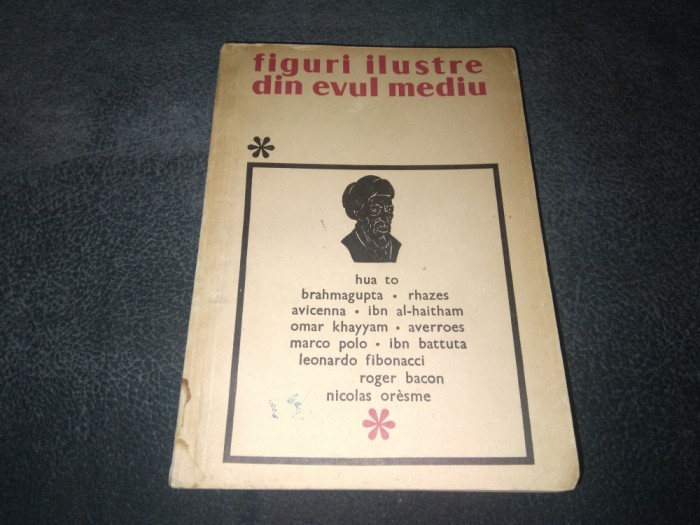 figuri ilustre
din evul mediu
hua to
brahmagupta • rhazes
avicenna • ibn al-haitham
omar khayyam • averroes
marco polo • ibn battuta
leonardo fibonacci
roger bacon
nicolas orèsme